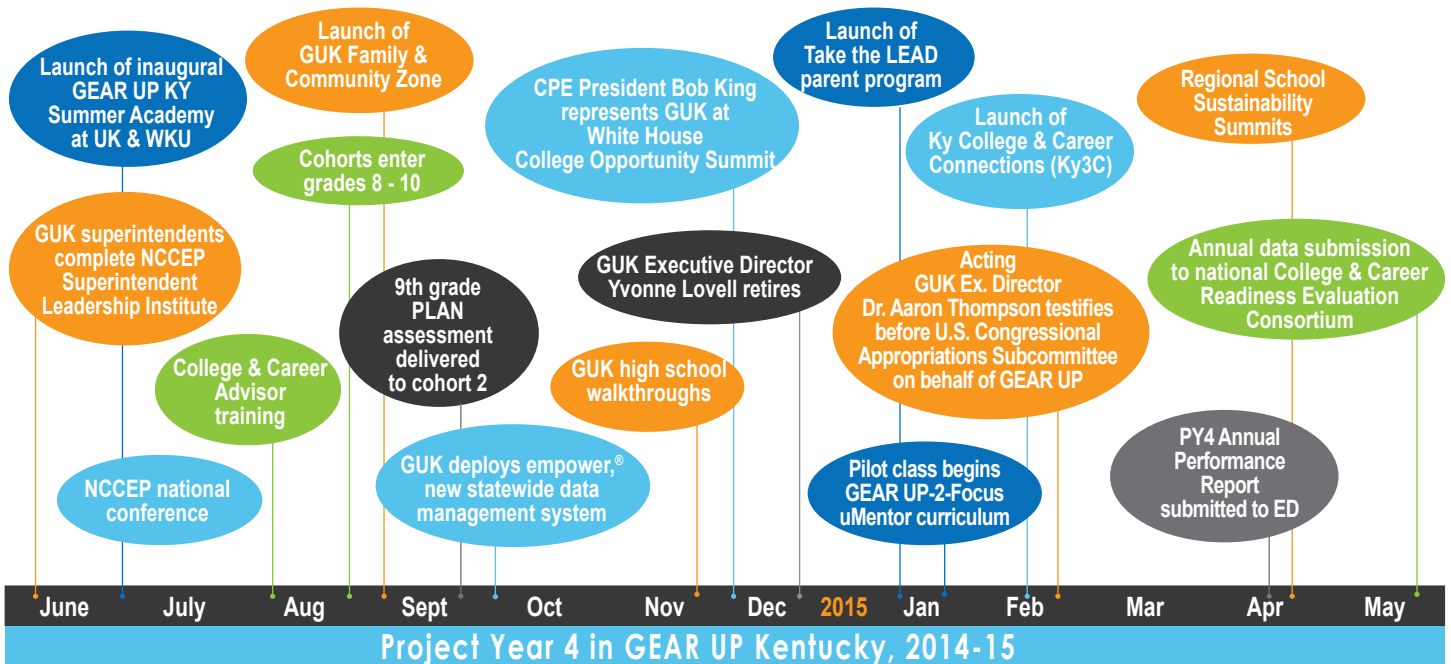 Launch of inaugural
GEAR UP KY
Summer Academy
at UK & WKU
Launch of
GUK Family &
Community Zone
CPE President Bob King
represents GUK at
White House
College Opportunity Summit
Launch of
Take the LEAD
parent program
Launch of
Ky College & Career
Connections (Ky3C)
Regional School
Sustainability
Summits
Cohorts enter
grades 8 - 10
GUK superintendents
complete NCCEP
Superintendent
Leadership Institute
9th grade
PLAN
assessment
delivered
to cohort 2
GUK Executive Director
Yvonne Lovell retires
Acting
GUK Ex. Director
Dr. Aaron Thompson testifies
before U.S. Congressional
Appropriations Subcommittee
on behalf of GEAR UP
Annual data submission
to national College & Career
Readiness Evaluation
Consortium
College & Career
Advisor
training
GUK high school
walkthroughs
NCCEP national
conference
GUK deploys empower,®
new statewide data
management system
Pilot class begins
GEAR UP-2-Focus
uMentor curriculum
PY4 Annual
Performance
Report
submitted to ED
June July Aug Sept Oct Nov Dec 2015 Jan Feb Mar Apr May
Project Year 4 in GEAR UP Kentucky, 2014-15